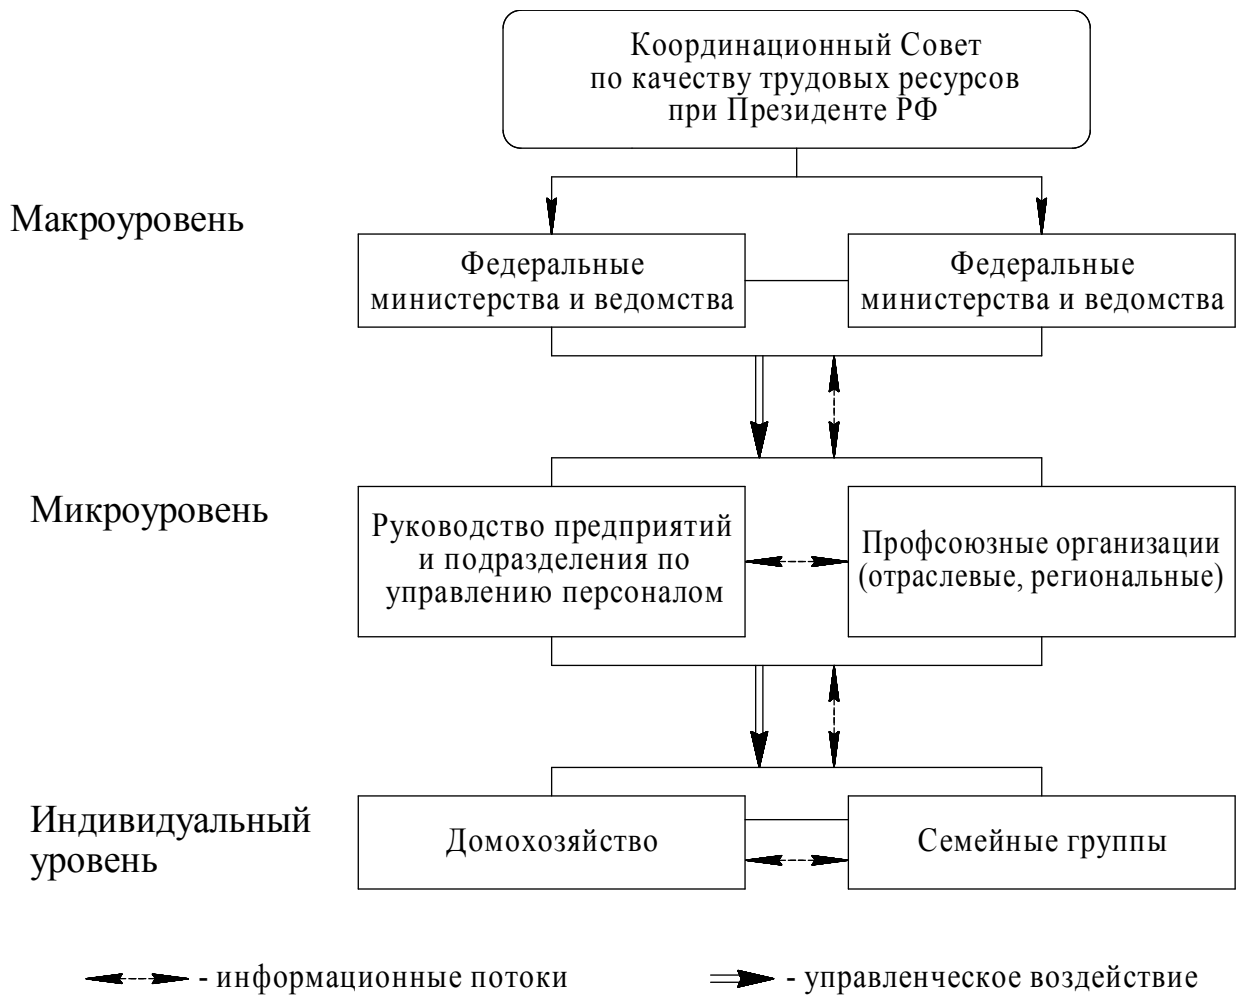 Координационный Совет
по качеству трудовых ресурсов
при Президенте РФ
Макроуровень
Федеральные
министерства и ведомства
Федеральные
министерства и ведомства
Микроуровень
Руководство предприятий
и подразделения по
управлению персоналом
Профсоюзные организации
(отраслевые, региональные)
Индивидуальный
уровень
Домохозяйство
Семейные группы
- информационные потоки
- управленческое воздействие